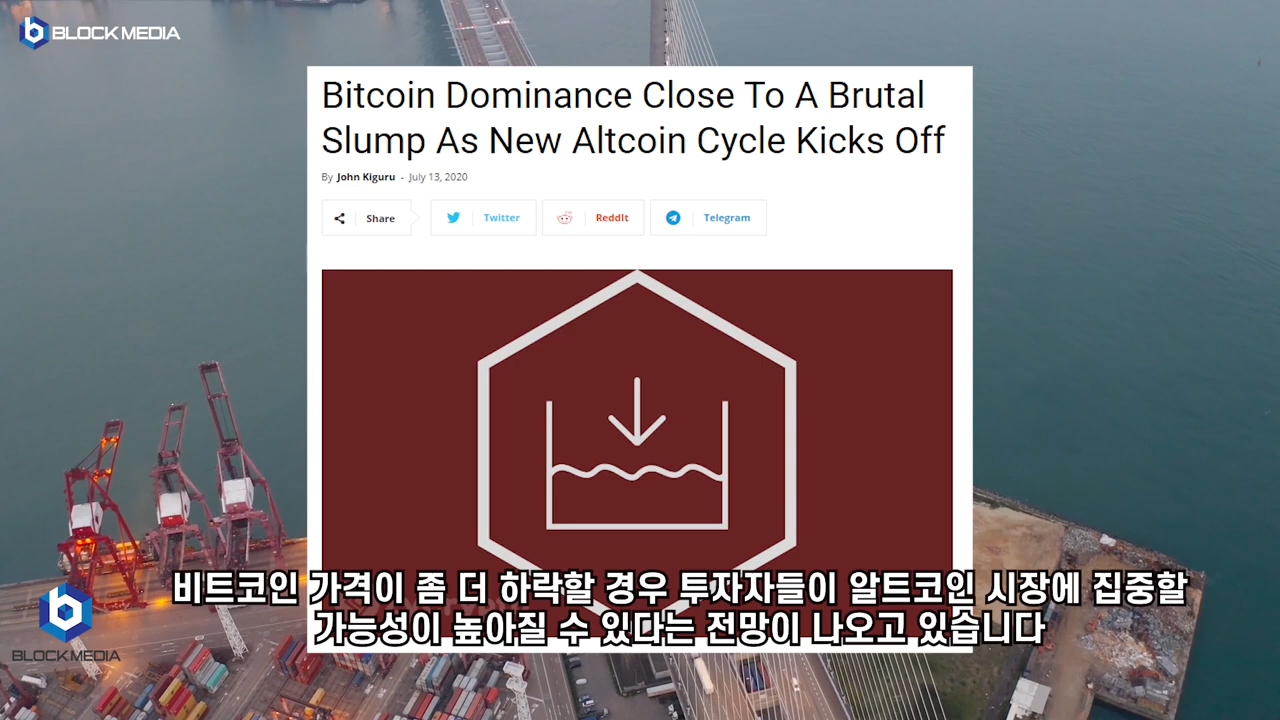 BLOCK MEDIA
Bitcoin Dominance Close To A Brutal
Slump As New Altcoin Cycle Kicks Off
By John Kiguru - July 13, 2020
Share Twitter ReddIt Telegram
비트코인 가격이 좀 더 하락할 경우 투자자들이 알트코인 시장에 집중할
가능성이 높아질 수 있다는 전망이 나오고 있습니다
BLOCK MEDIA